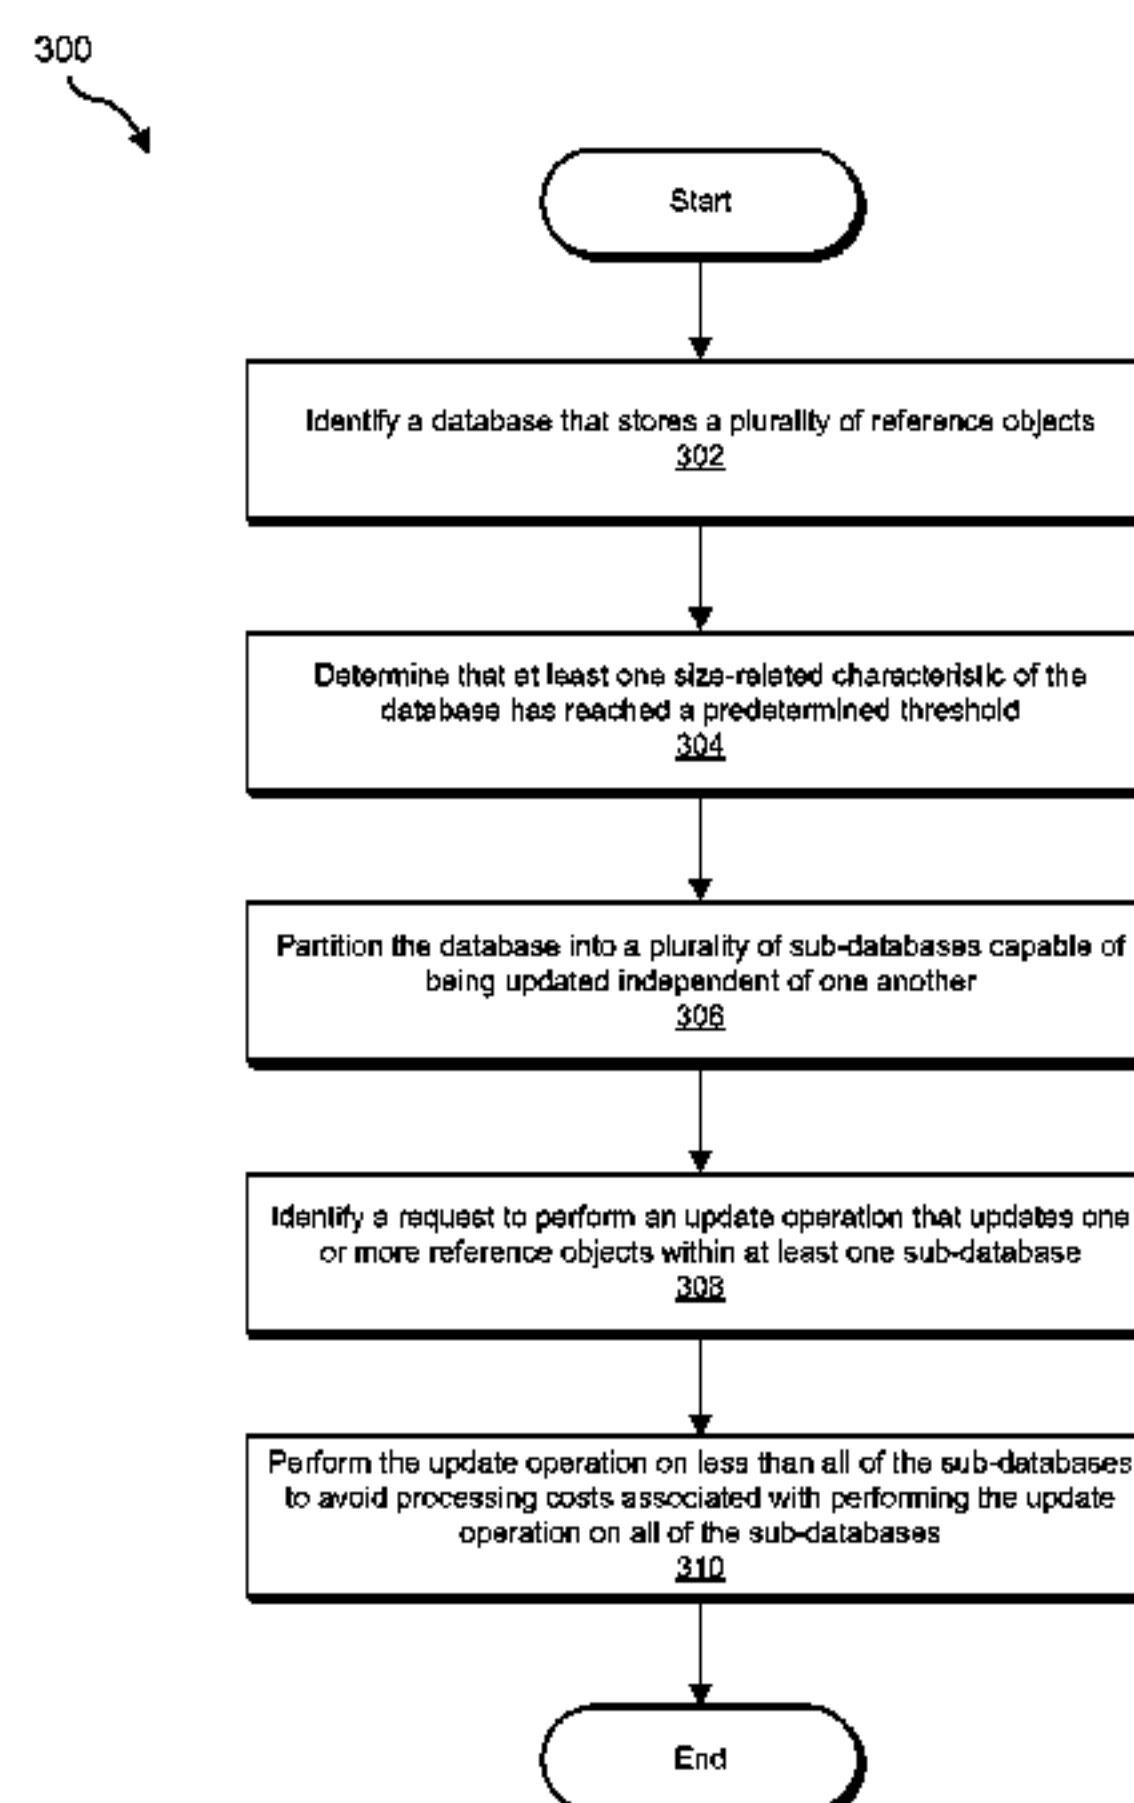 300
Start
Identify a database that stores a plurality of reference objects
302
Determine that at least one size-related characteristic of the
database has reached a predetermined threshold
304
Partition the database into a plurality of sub-databases capable of
being updated independent of one another
306
Identify a request to perform an update operation that updates one
or more reference objects within at least one sub-database
308
Perform the update operation on less than all of the sub-databases
to avoid processing costs associated with performing the update
operation on all of the sub-databases
310
End